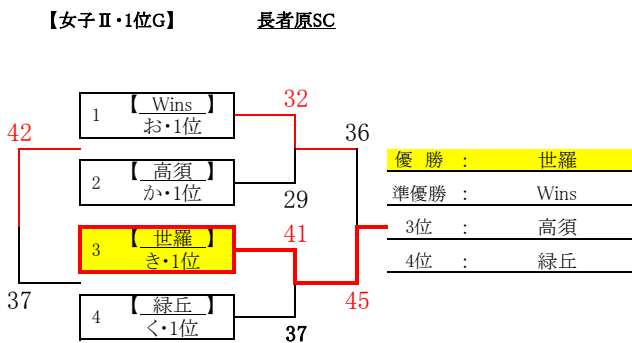 【女子Ⅱ・1位G】 長者原SC
42
1 【 Wins 】
お・1位
32
36
2 【 高須 】
か・1位
29
3 【 世羅 】
き・1位
41
37
4 【 緑丘 】
く・1位
37
45
優 勝 : 世羅
準優勝 : Wins
3位 : 高須
4位 : 緑丘